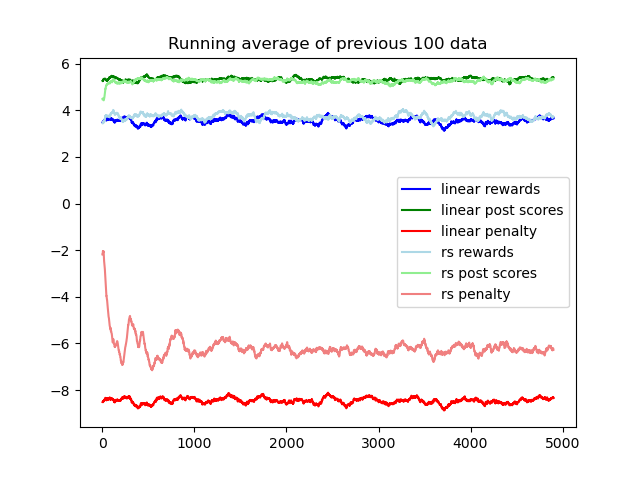 Running average of previous 100 data
6
4
2
0
−2
−4
−6
−8
linear rewards
linear post scores
linear penalty
rs rewards
rs post scores
rs penalty
0 1000 2000 3000 4000 5000